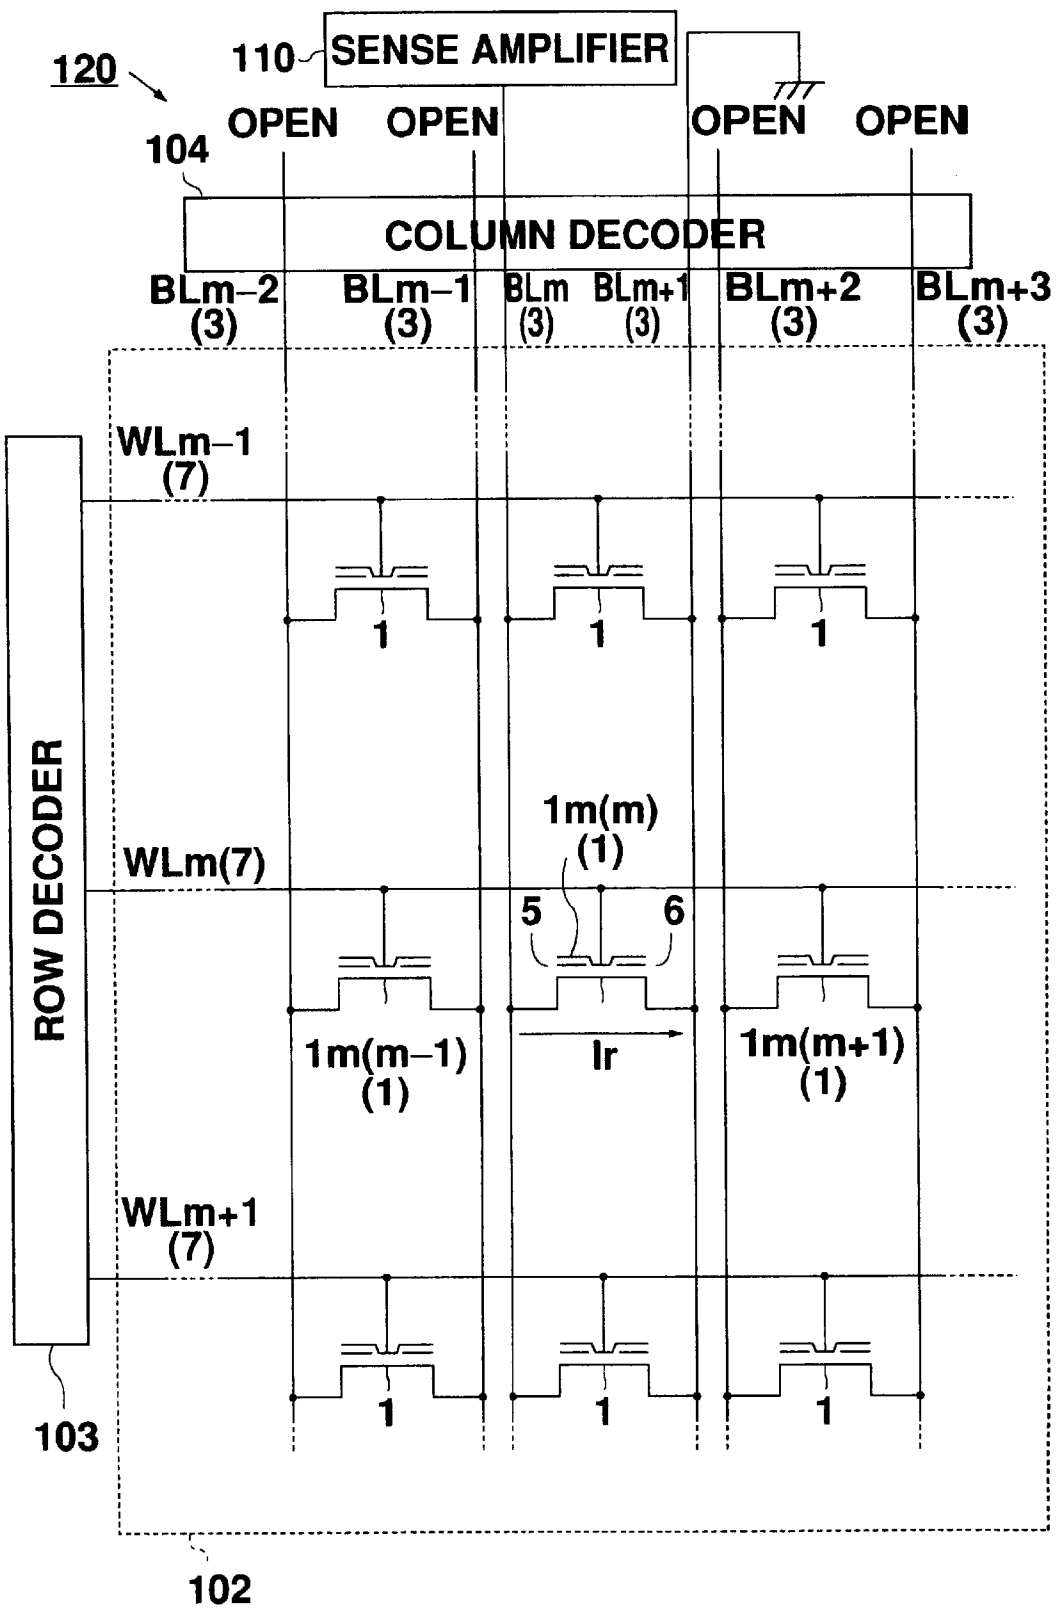 SENSE AMPLIFIER
110
120
OPEN OPEN OPEN OPEN
104
COLUMN DECODER
BLm−2 BLm−1 BLm BLm+1 BLm+2 BLm+3
(3) (3) (3) (3) (3) (3)
WLm−1
(7)
1 1 1
ROW DECODER
1m(m)
(1)
WLm(7)
5 6
1m(m−1) Ir 1m(m+1)
(1) (1)
WLm+1
(7)
1 1 1
103
102